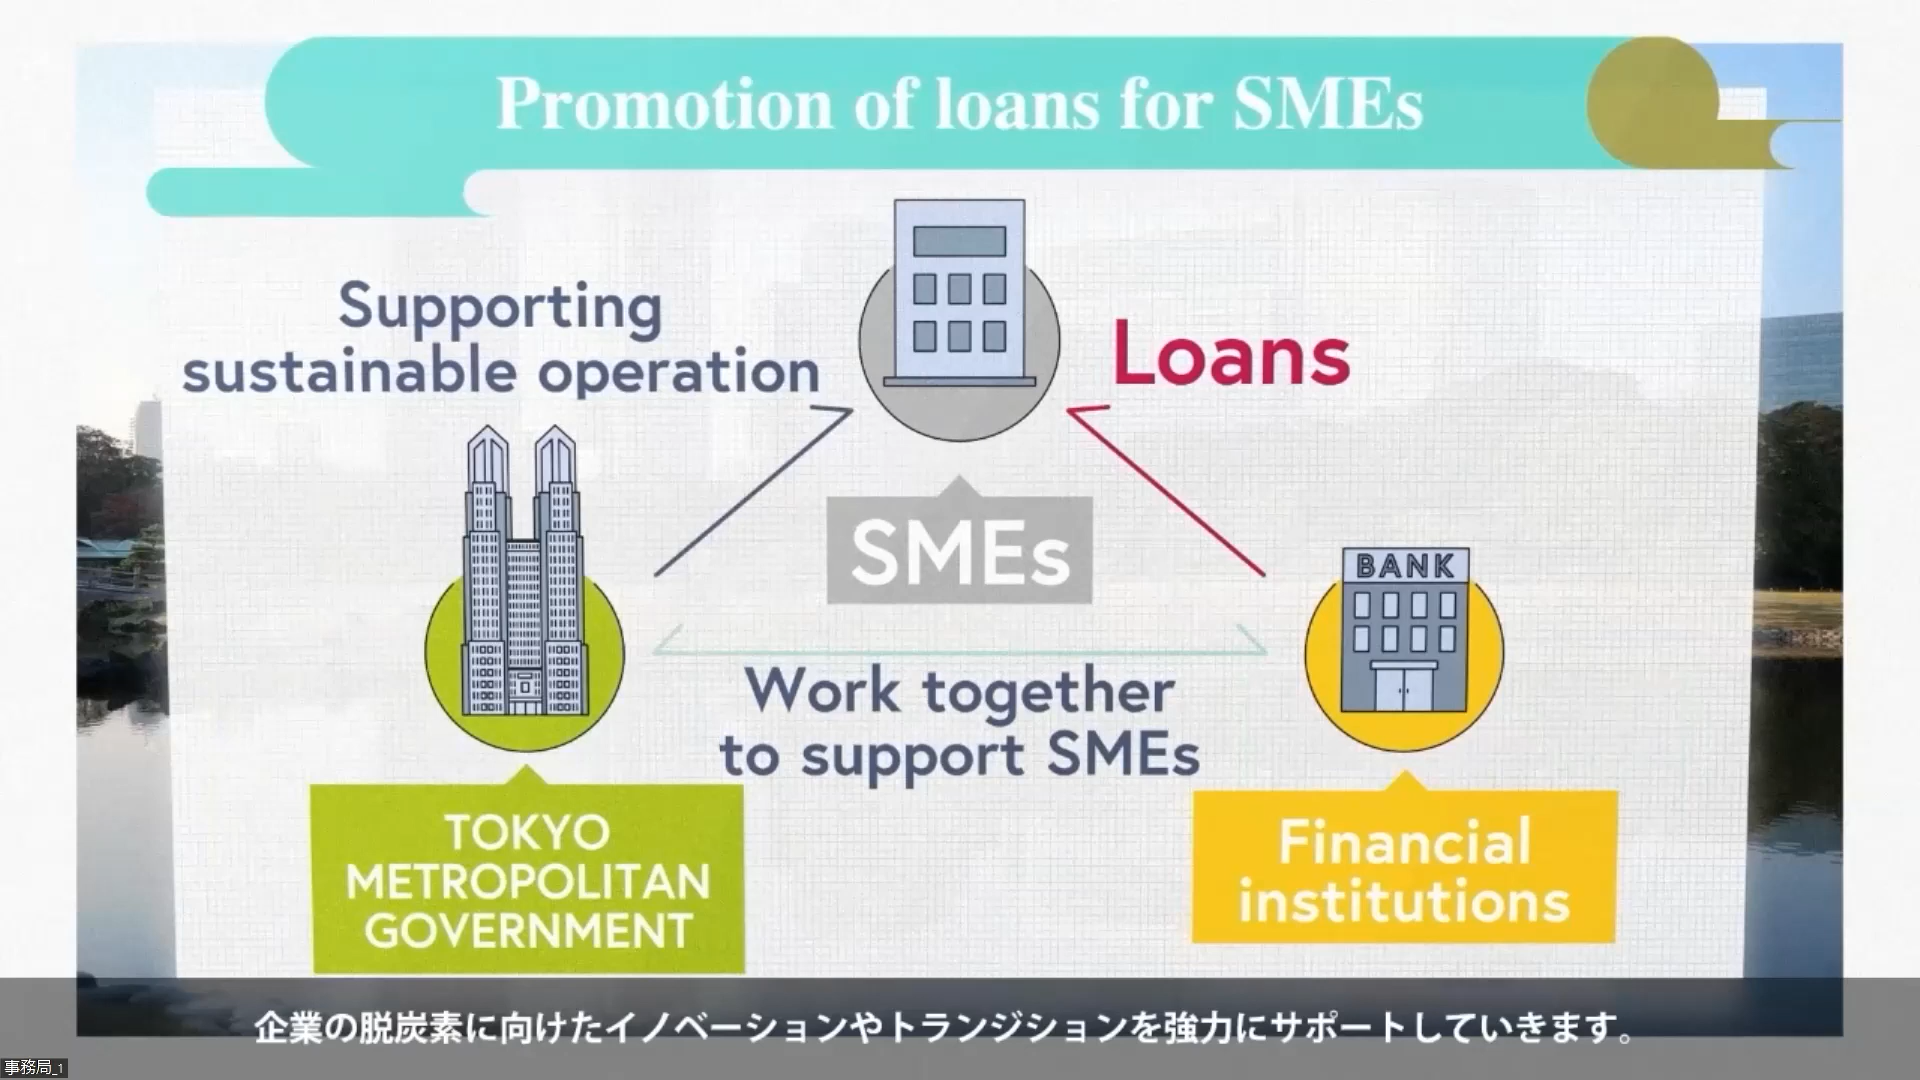 Promotion of loans for SMEs
Supporting
sustainable operation
Loans
SMEs
BANK
Work together
to support SMEs
TOKYO
METROPOLITAN
GOVERNMENT
Financial
institutions
企業の脱炭素に向けたイノベーションやトランジションを強力にサポートしていきます。
事務局_1